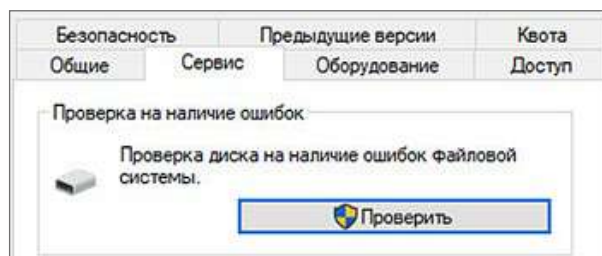 Безопасность Предыдущие версии Квота
Общие Сервис Оборудование Доступ
Проверка на наличие ошибок
Проверка диска на наличие ошибок файловой
системы.
Проверить